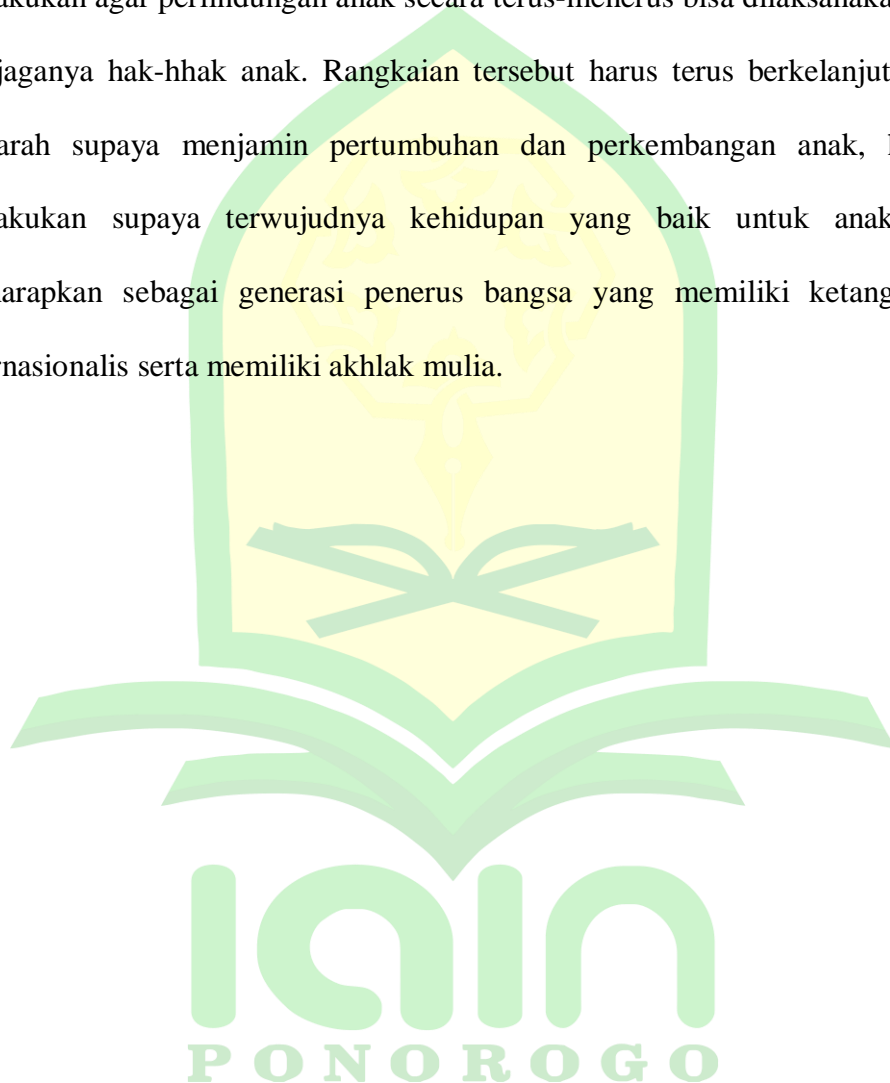 akukan agar perlindungan anak secara terus-menerus bisa dilaksanaka
jaganya hak-hhak anak. Rangkaian tersebut harus terus berkelanjut
arah supaya menjamin pertumbuhan dan perkembangan anak,
akukan supaya terwujudnya kehidupan yang baik untuk anak
arapkan sebagai generasi penerus bangsa yang memiliki ketang
rnasionalis serta memiliki akhlak mulia.
iain
PONOROGO